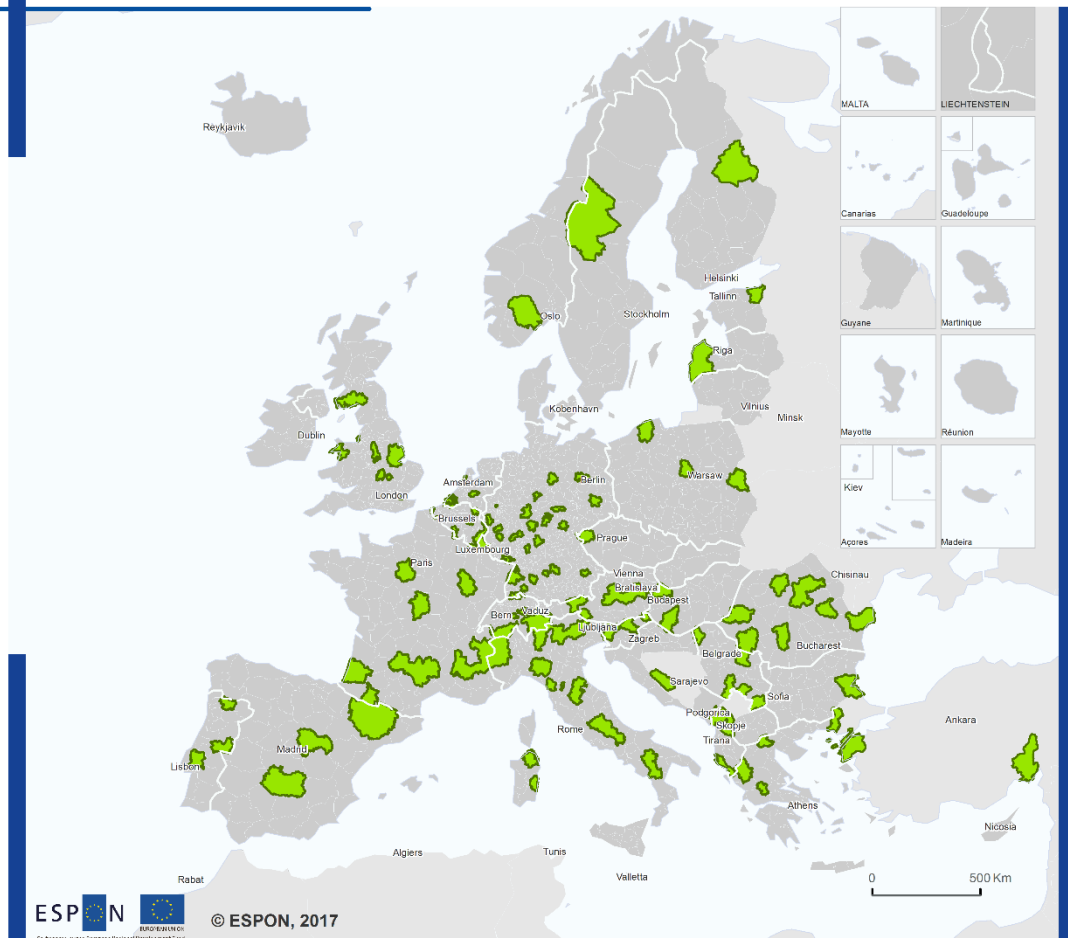 MALTA
LIECHTENSTEIN
Reykjavik
Canarias
Guadeloupe
Helsinki
Tallinn
Oslo
Stockholm
Guyane
Martinique
Riga
Vilnius
Minsk
Kobenhavn
Dublin
Mayotte
Réunion
Amsterdam
Berlin
Warsaw
London
Kiev
Brussels
Açores
Madeira
Prague
Luxembourg
Paris
Vienna
Chisinau
Bratislava
Budapest
Bern
Vaduz
Ljubljana
Zagreb
Bucharest
Belgrade
Sarajevo
Sofia
Podgorica
Skopje
Rome
Ankara
Tirana
Madrid
Lisbon
Athens
Nicosia
Algiers
Tunis
Valletta
Rabat
0
500 Km
ESPON
EUROPEAN UNION
© ESPON, 2017